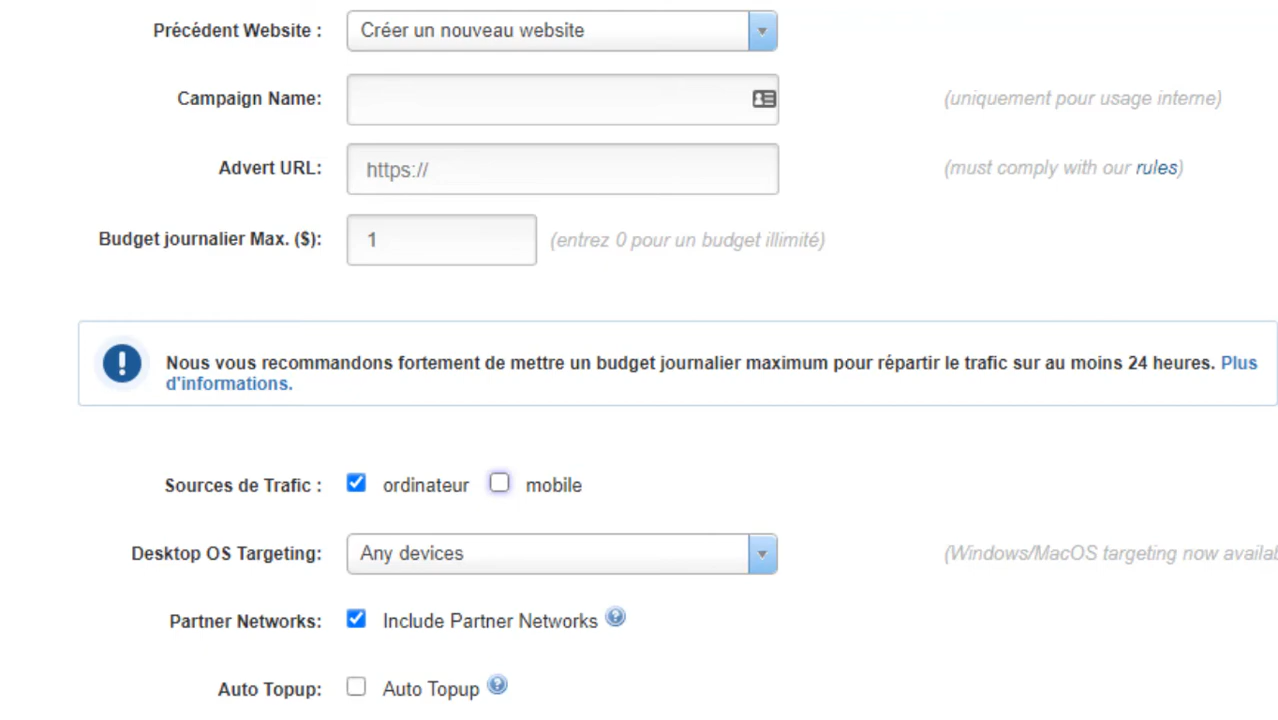 Précédent Website : Créer un nouveau website
Campaign Name: (uniquement pour usage interne)
Advert URL: https:// (must comply with our rules)
Budget journalier Max. ($): 1 (entrez 0 pour un budget illimité)
Nous vous recommandons fortement de mettre un budget journalier maximum pour répartir le trafic sur au moins 24 heures. Plus
d'informations.
Sources de Trafic : ordinateur mobile
Desktop OS Targeting: Any devices (Windows/MacOS targeting now
Partner Networks: Include Partner Networks
Auto Topup: Auto Topup